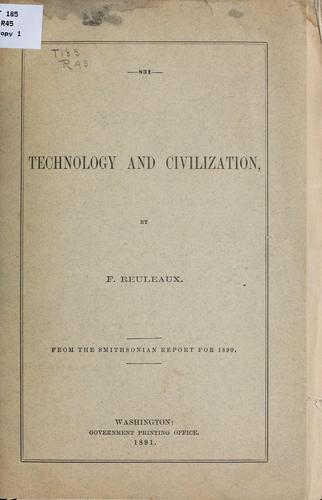 T 185
R45
opy 1
T185
R45
—831—
TECHNOLOGY AND CIVILIZATION,
BY
F. REULEAUX.
FROM THE SMITHSONIAN REPORT FOR 1890.
WASHINGTON:
GOVERNMENT PRINTING OFFICE.
1891.